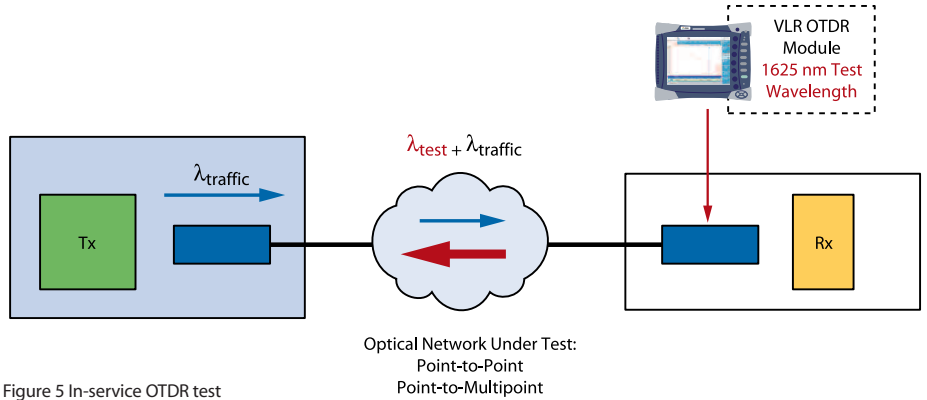 VLR OTDR
Module
1625 nm Test
Wavelength
λtest + λtraffic
λtraffic
Tx
Rx
Optical Network Under Test:
Point-to-Point
Point-to-Multipoint
Figure 5 In-service OTDR test